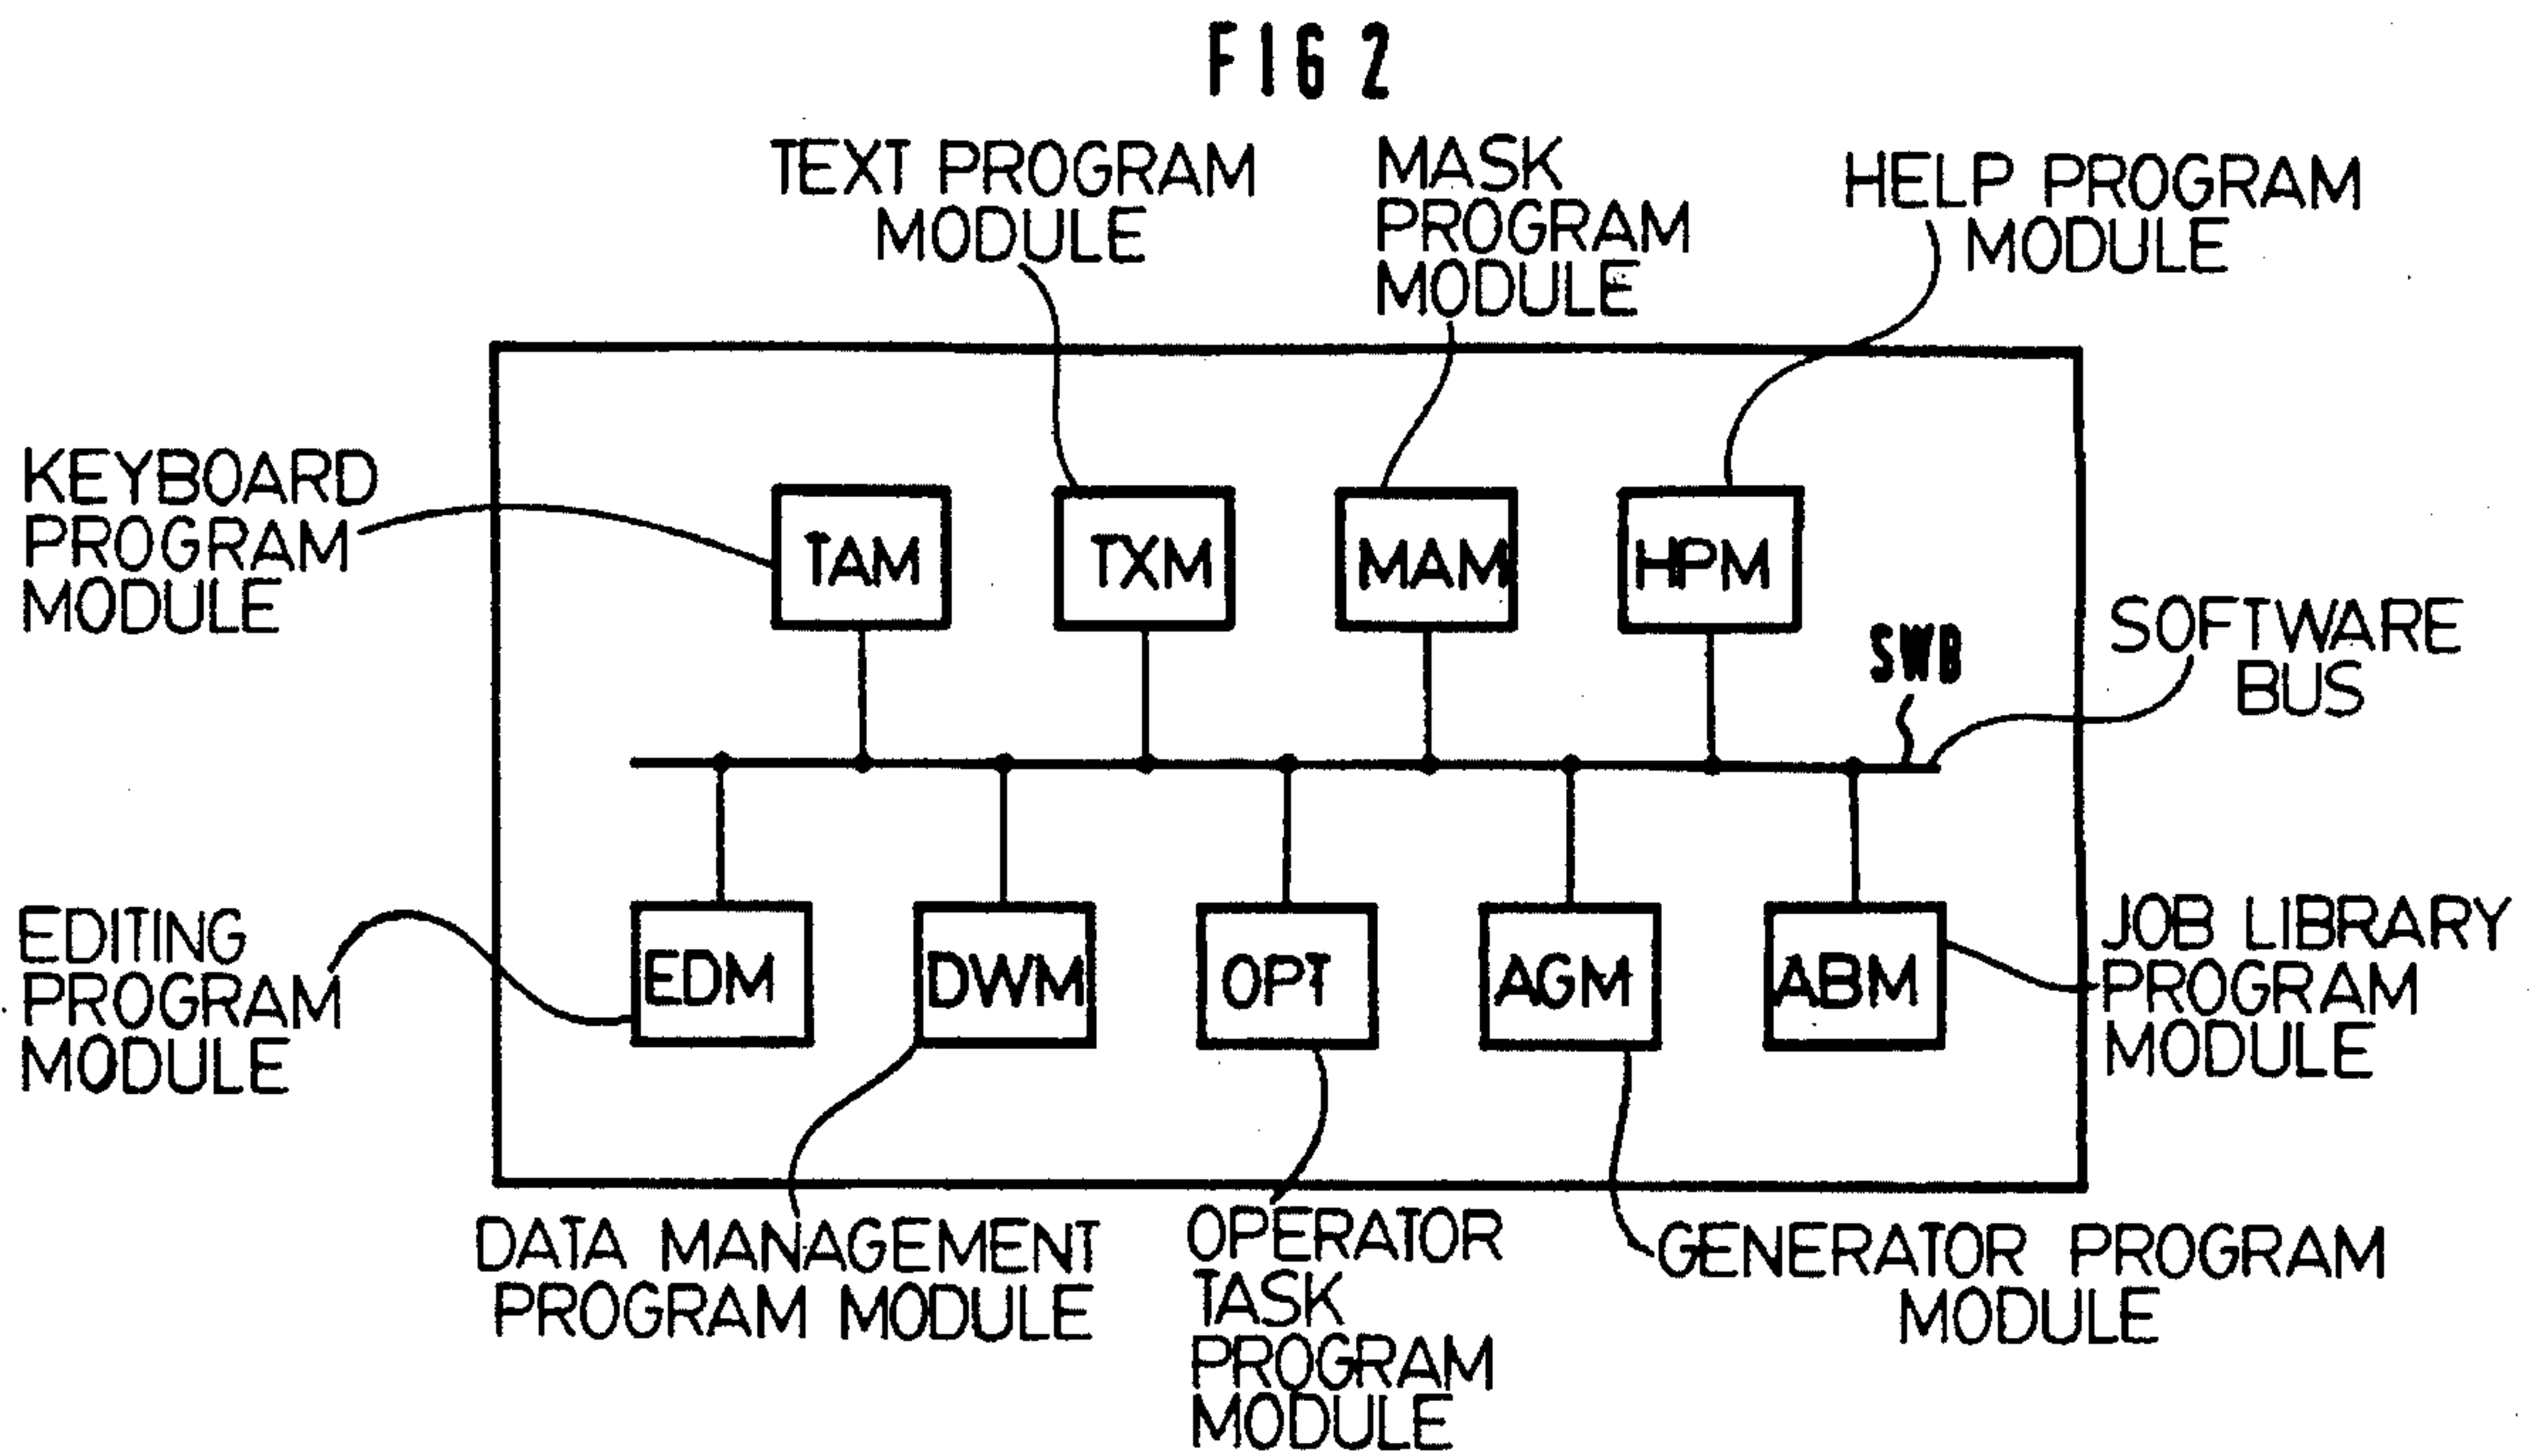 FIG 2
TEXT PROGRAM
MODULE
MASK
PROGRAM
MODULE
HELP PROGRAM
MODULE
KEYBOARD
PROGRAM
MODULE
TAM
TXM
MAM
HPM
SWB
SOFTWARE
BUS
EDITING
PROGRAM
MODULE
EDM
DWM
OPT
AGM
ABM
JOB LIBRARY
PROGRAM
MODULE
DATA MANAGEMENT
PROGRAM MODULE
OPERATOR
TASK
PROGRAM
MODULE
GENERATOR PROGRAM
MODULE